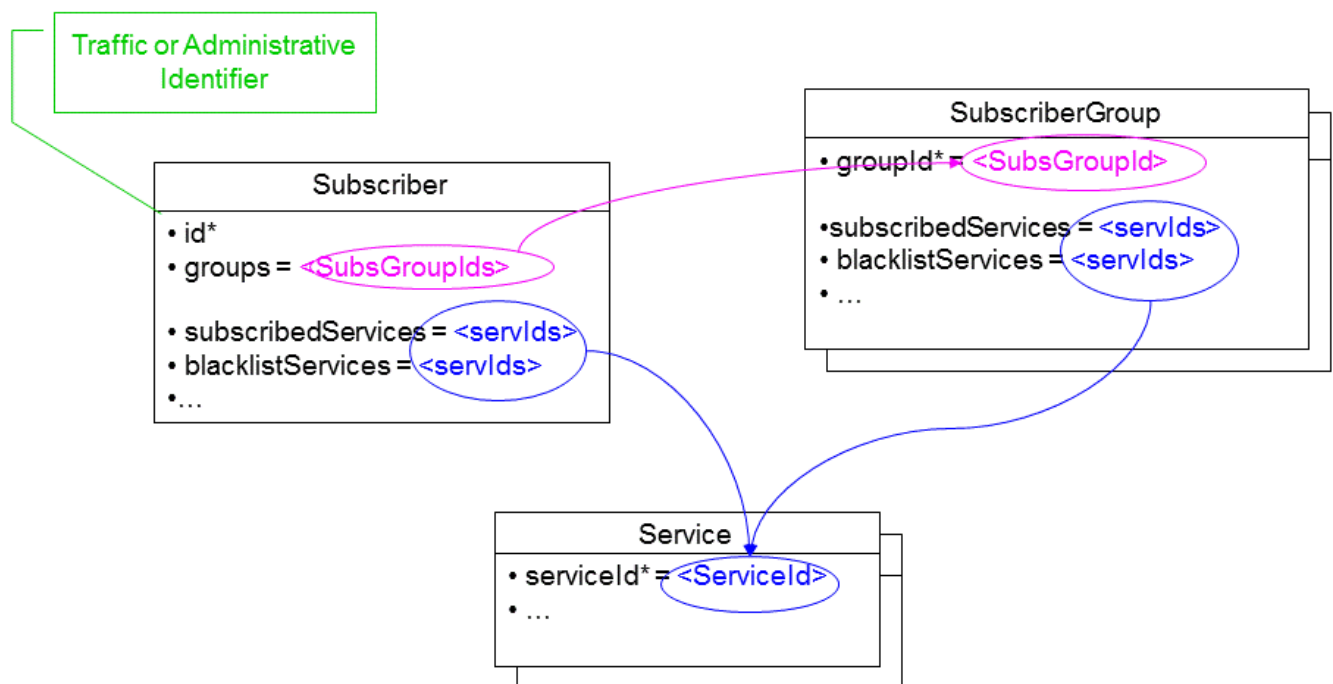 Traffic or Administrative
Identifier
Subscriber
• id*
• groups = <SubsGroupIds>
• subscribedServices = <servIds>
• blacklistServices = <servIds>
•...
SubscriberGroup
• groupId* = <SubsGroupId>
•subscribedServices = <servIds>
• blacklistServices = <servIds>
• ...
Service
• serviceId* = <ServiceId>
• ...